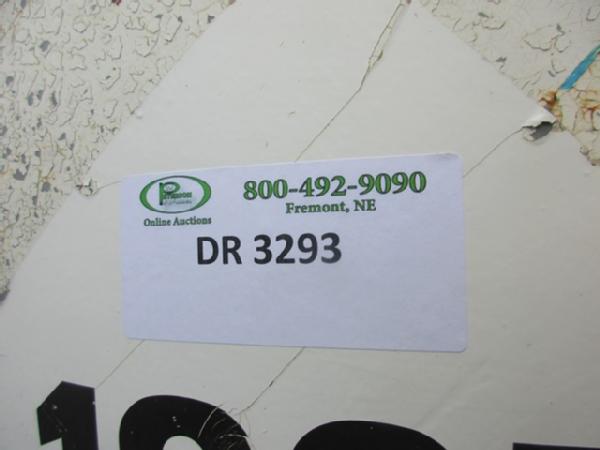 800-492-9090
Fremont, NE
Online Auctions
DR 3293